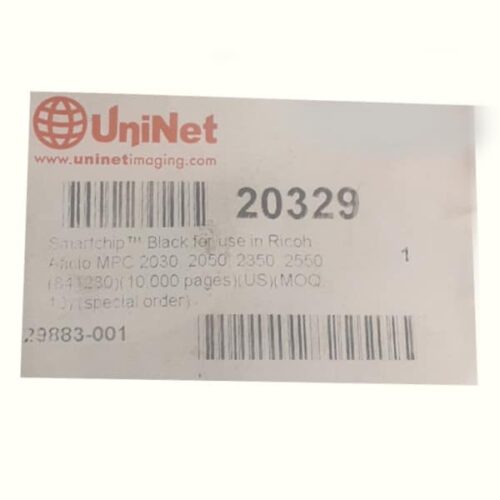 UniNet
www.uninetimaging.com
20329
Smartchip™ Black for use in Ricoh
Aficio MPC 2030, 2050, 2350, 2550
(841280)(10,000 pages)(US)(MOQ
(special order)
1
29883-001